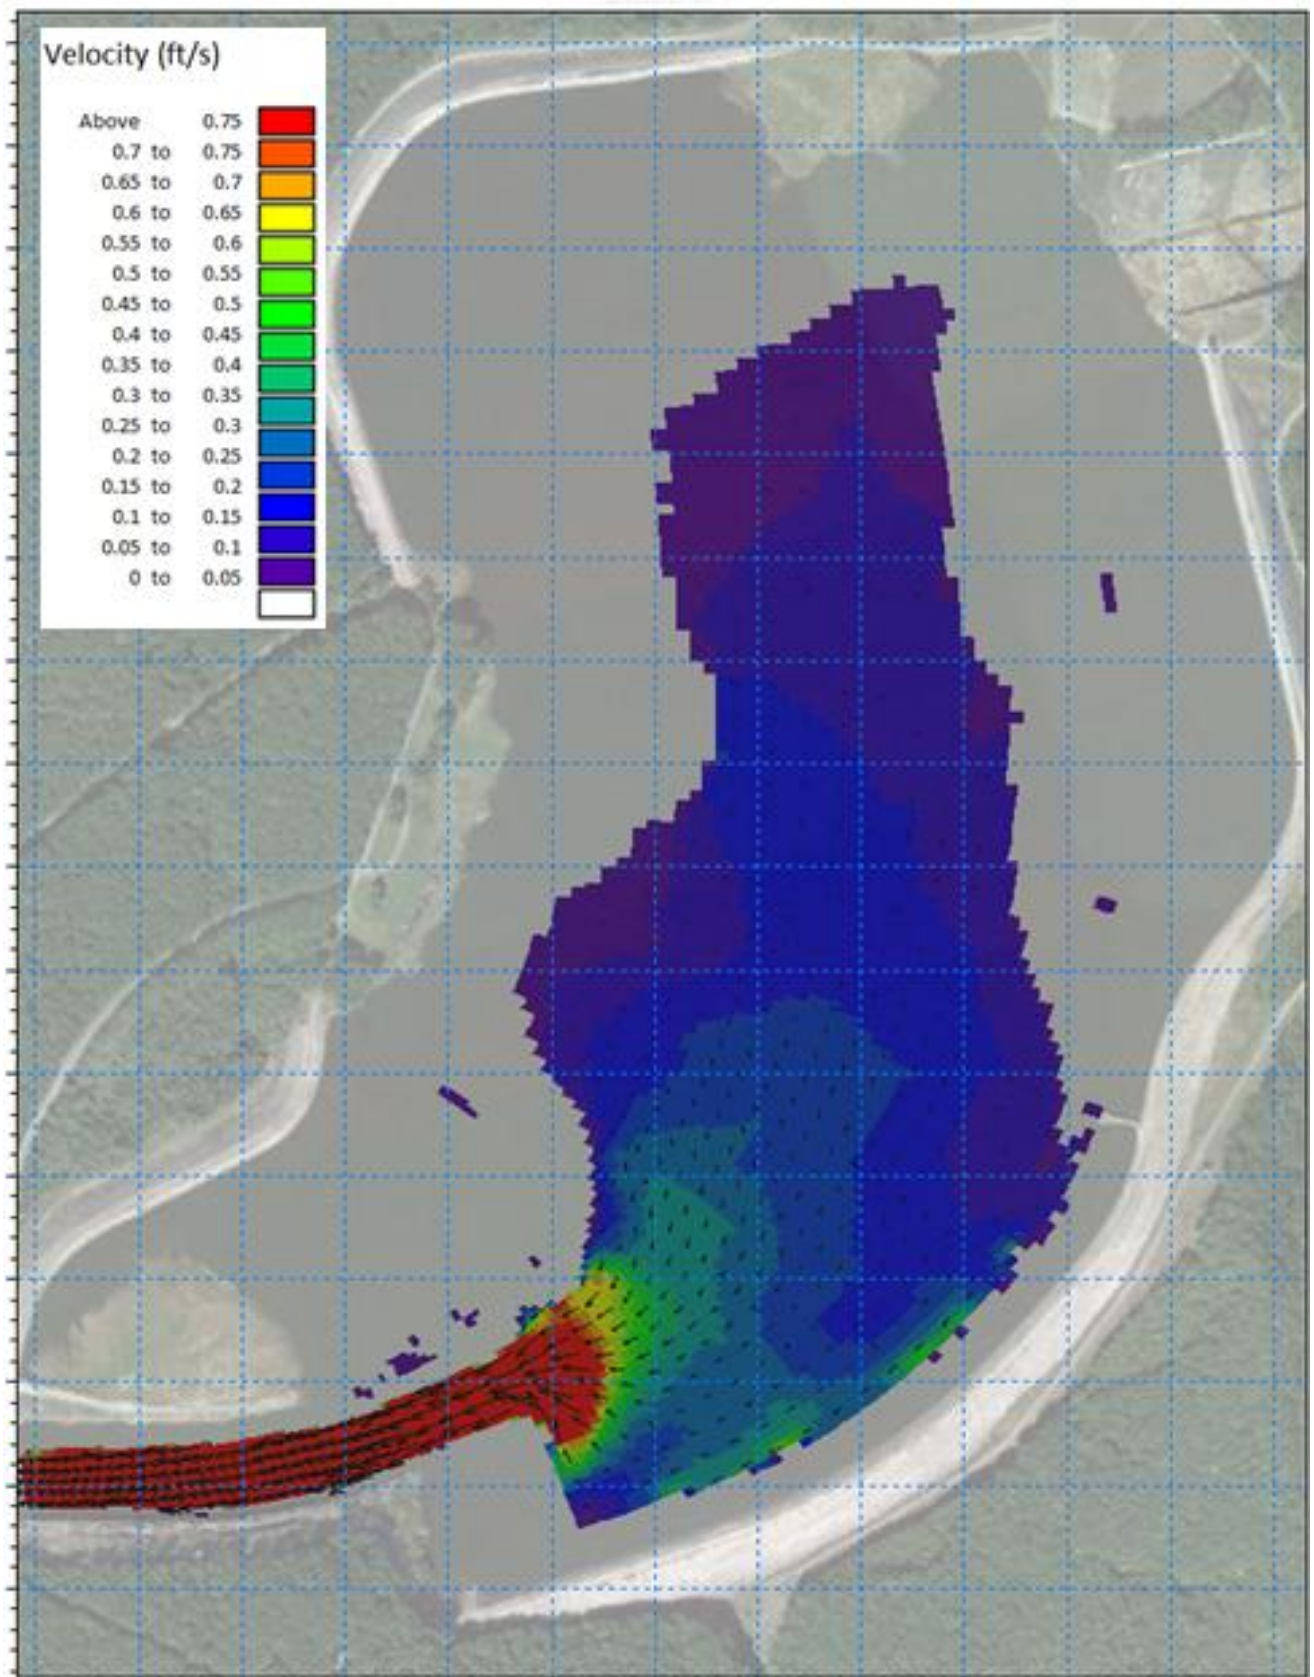 Velocity (ft/s)
Above 0.75
0.7 to 0.75
0.65 to 0.7
0.6 to 0.65
0.55 to 0.6
0.5 to 0.55
0.45 to 0.5
0.4 to 0.45
0.35 to 0.4
0.3 to 0.35
0.25 to 0.3
0.2 to 0.25
0.15 to 0.2
0.1 to 0.15
0.05 to 0.1
0 to 0.05